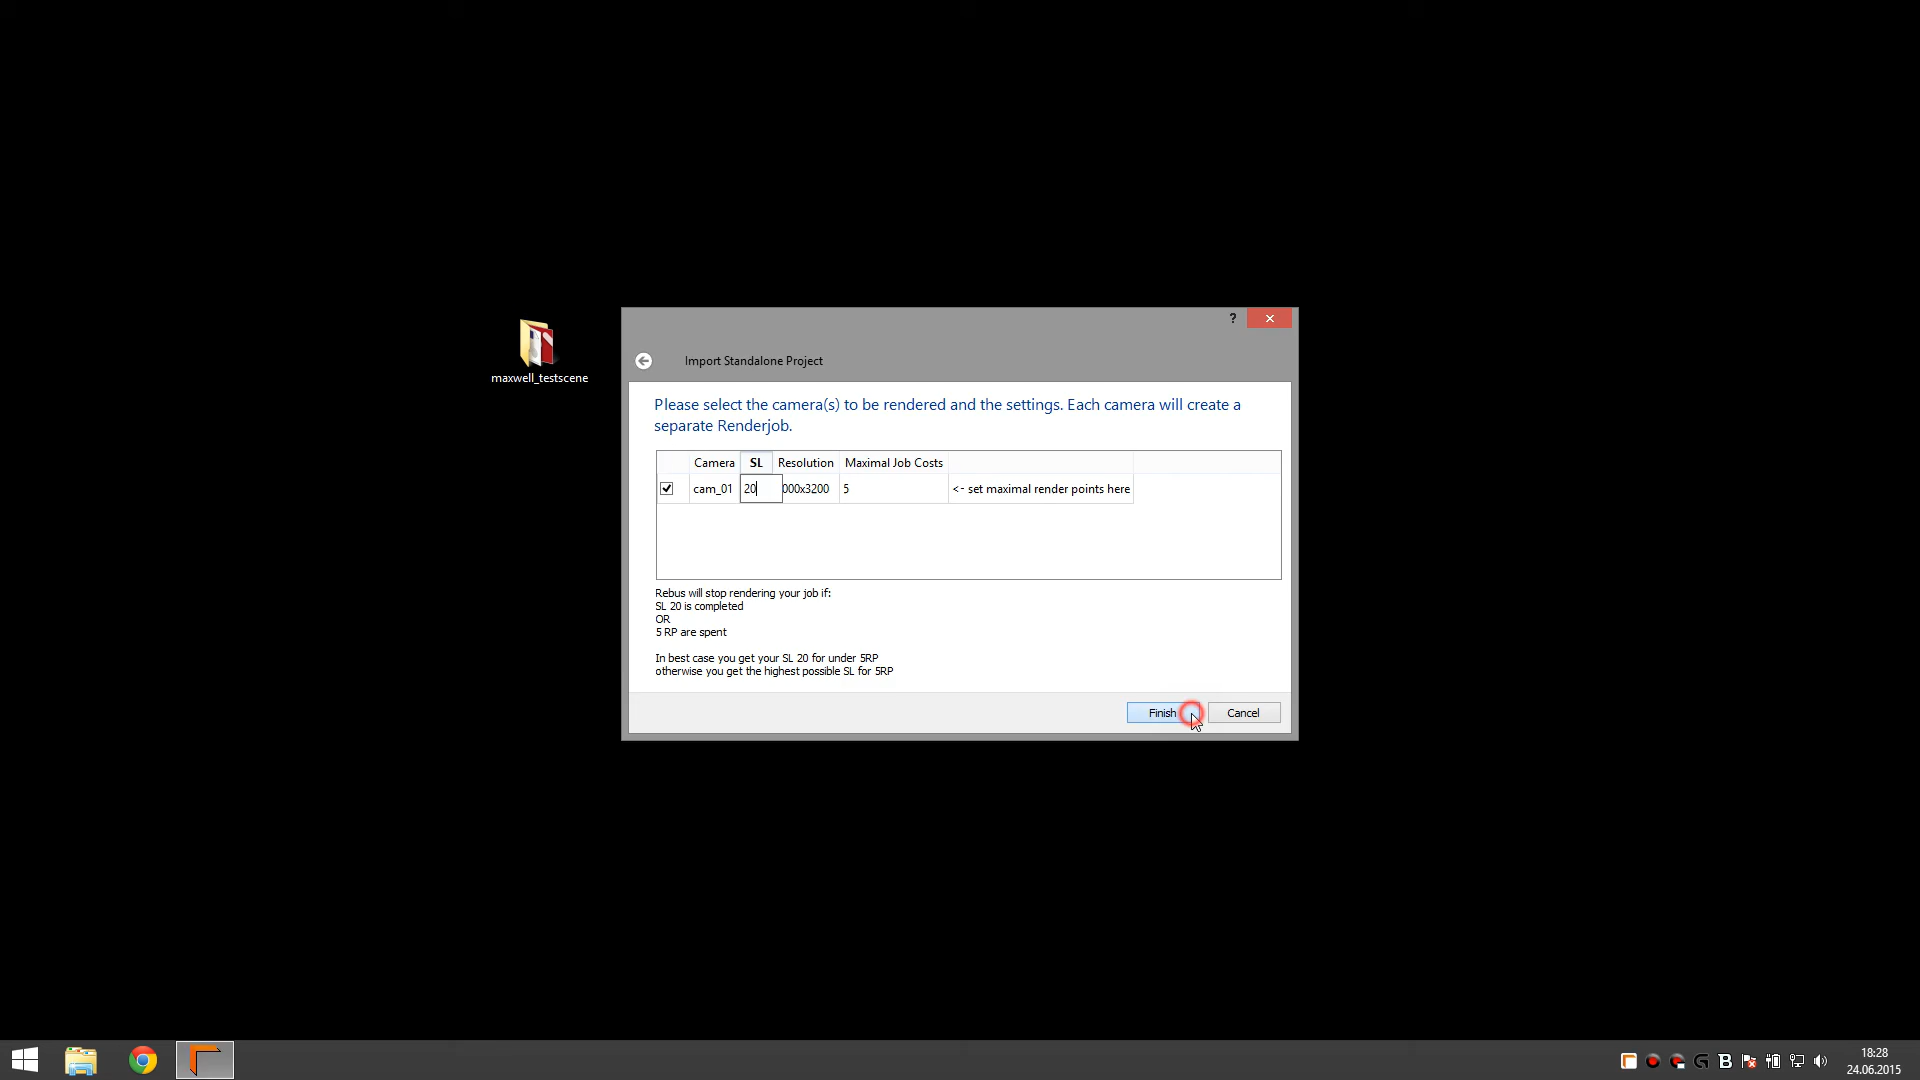 ?
Import Standalone Project
maxwell_testscene
Please select the camera(s) to be rendered and the settings. Each camera will create a
separate Renderjob.
Camera SL Resolution Maximal Job Costs
cam_01 20 000x3200 5 <- set maximal render points here
Rebus will stop rendering your job if:
SL 20 is completed
OR
5 RP are spent
In best case you get your SL 20 for under 5RP
otherwise you get the highest possible SL for 5RP
Finish Cancel
B
18:28
24.06.2015